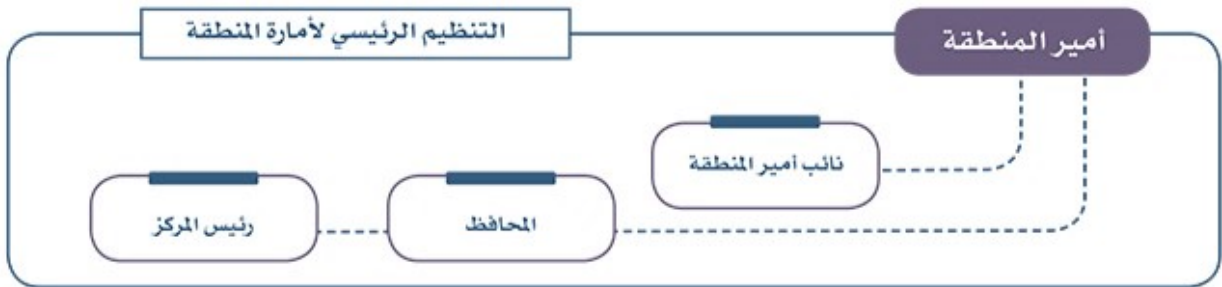 أمير المنطقة
التنظيم الرئيسي لأمارة المنطقة
نائب أمير المنطقة
المحافظ
رئيس المركز